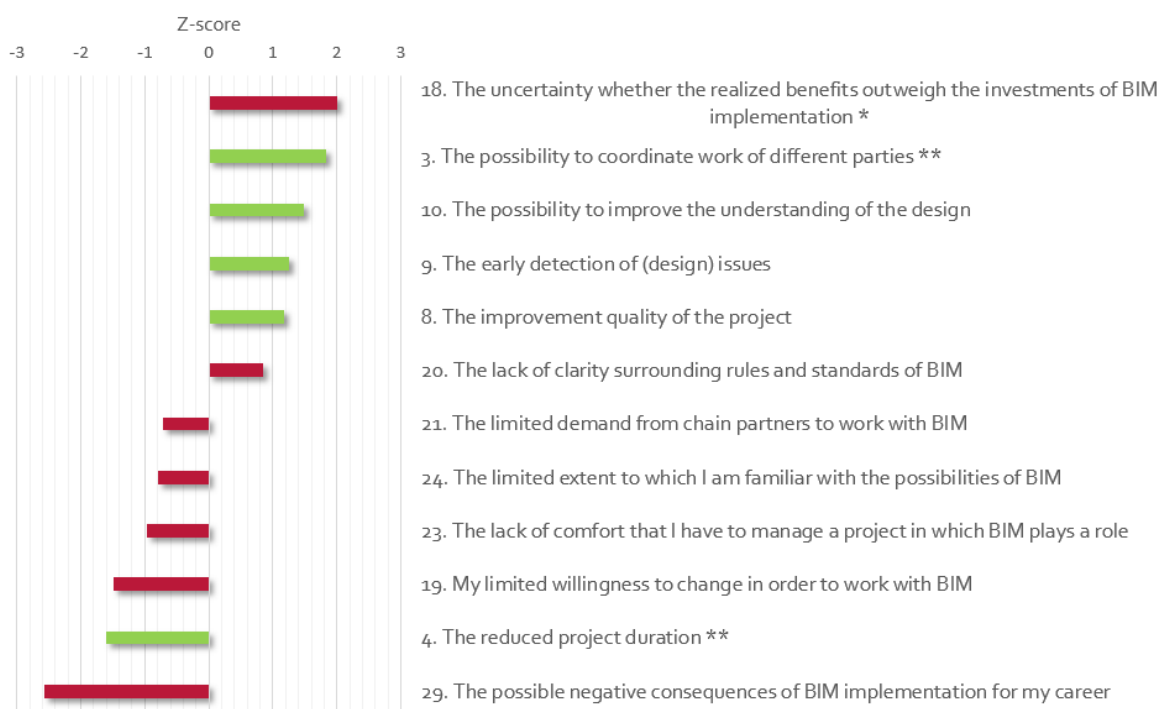 Z-score
-3 -2 -1 0 1 2 3
18. The uncertainty whether the realized benefits outweigh the investments of BIM
implementation *
3. The possibility to coordinate work of different parties **
10. The possibility to improve the understanding of the design
9. The early detection of (design) issues
8. The improvement quality of the project
20. The lack of clarity surrounding rules and standards of BIM
21. The limited demand from chain partners to work with BIM
24. The limited extent to which I am familiar with the possibilities of BIM
23. The lack of comfort that I have to manage a project in which BIM plays a role
19. My limited willingness to change in order to work with BIM
4. The reduced project duration **
29. The possible negative consequences of BIM implementation for my career